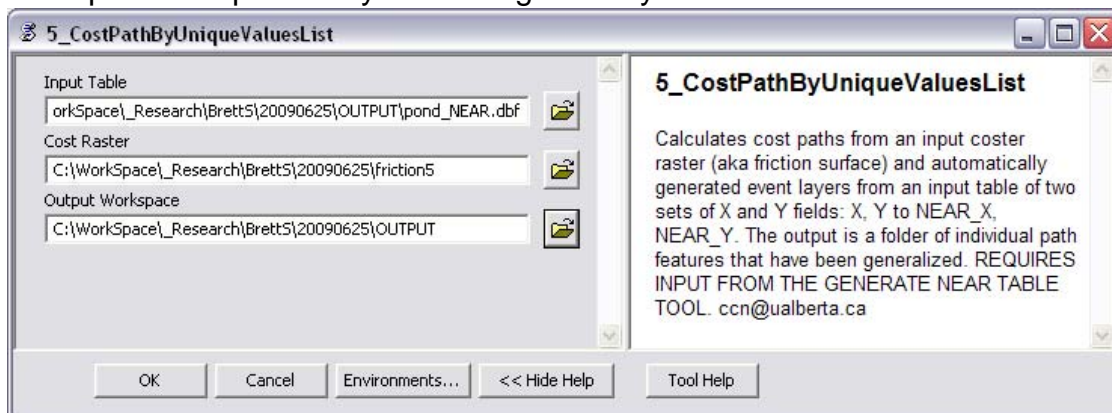 5_CostPathByUniqueValuesList
Input Table
orkSpace\_Research\BrettS\20090625\OUTPUT\pond_NEAR.dbf
Cost Raster
C:\WorkSpace\_Research\BrettS\20090625\friction5
Output Workspace
C:\WorkSpace\_Research\BrettS\20090625\OUTPUT
5_CostPathByUniqueValuesList
Calculates cost paths from an input coster
raster (aka friction surface) and automatically
generated event layers from an input table of two
sets of X and Y fields: X, Y to NEAR_X,
NEAR_Y. The output is a folder of individual path
features that have been generalized. REQUIRES
INPUT FROM THE GENERATE NEAR TABLE
TOOL. ccn@ualberta.ca
OK Cancel Environments... << Hide Help Tool Help